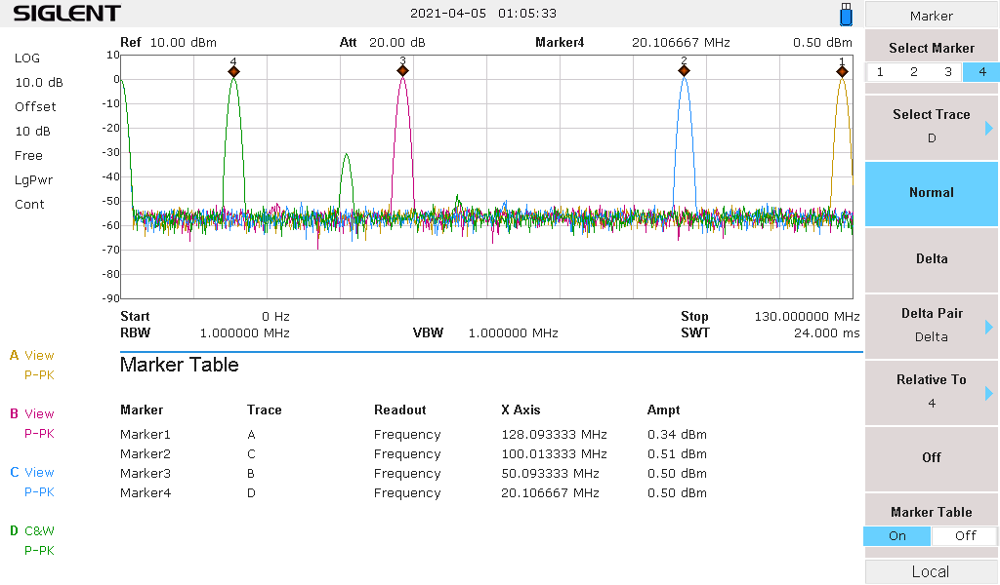 SIGLENT 2021-04-05 01:05:33 Marker
Ref 10.00 dBm Att 20.00 dB Marker4 20.106667 MHz 0.50 dBm
LOG
10.0 dB
Offset
10 dB
Free
LgPwr
Cont
10
0
-10
-20
-30
-40
-50
-60
-70
-80
-90
4 3 2 1
Start 0 Hz Stop 130.000000 MHz
RBW 1.000000 MHz VBW 1.000000 MHz SWT 24.000 ms
A View
P-PK
B View
P-PK
C View
P-PK
D C&W
P-PK
Marker Table
Marker Trace Readout X Axis Ampt
Marker1 A Frequency 128.093333 MHz 0.34 dBm
Marker2 C Frequency 100.013333 MHz 0.51 dBm
Marker3 B Frequency 50.093333 MHz 0.50 dBm
Marker4 D Frequency 20.106667 MHz 0.50 dBm
Select Marker
1 2 3 4
Select Trace
D
Normal
Delta
Delta Pair
Delta
Relative To
4
Off
Marker Table
On Off
Local